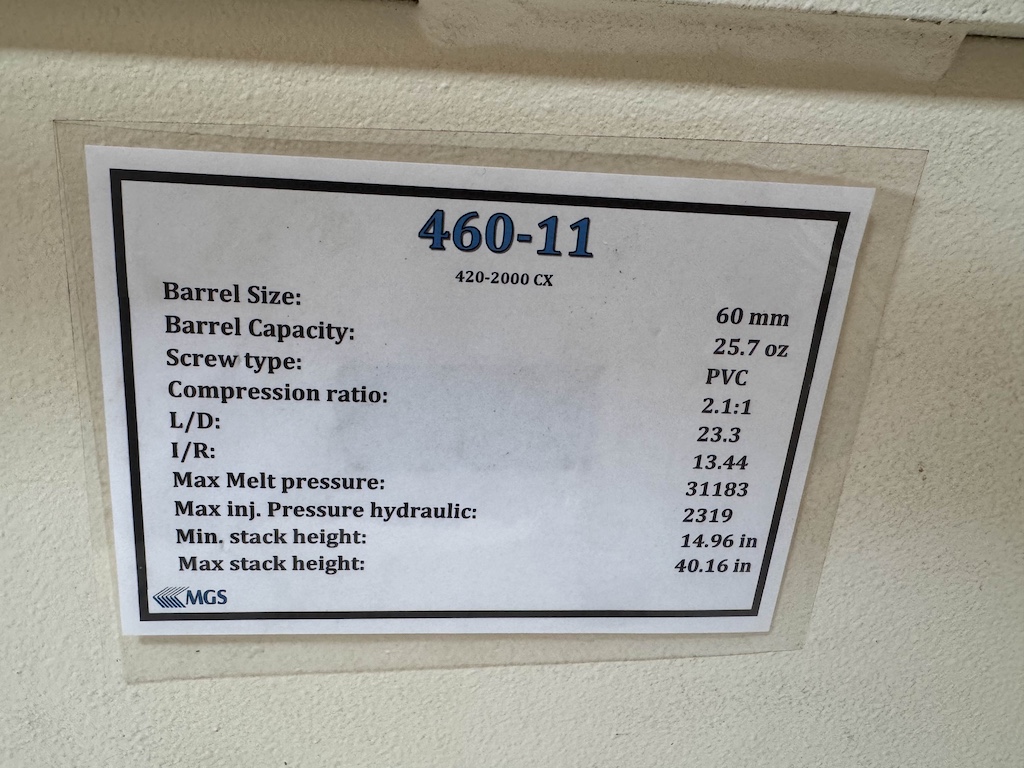 460-11
420-2000 CX
Barrel Size: 60 mm
Barrel Capacity: 25.7 oz
Screw type: PVC
Compression ratio: 2.1:1
L/D: 23.3
I/R: 13.44
Max Melt pressure: 31183
Max inj. Pressure hydraulic: 2319
Min. stack height: 14.96 in
Max stack height: 40.16 in
MGS